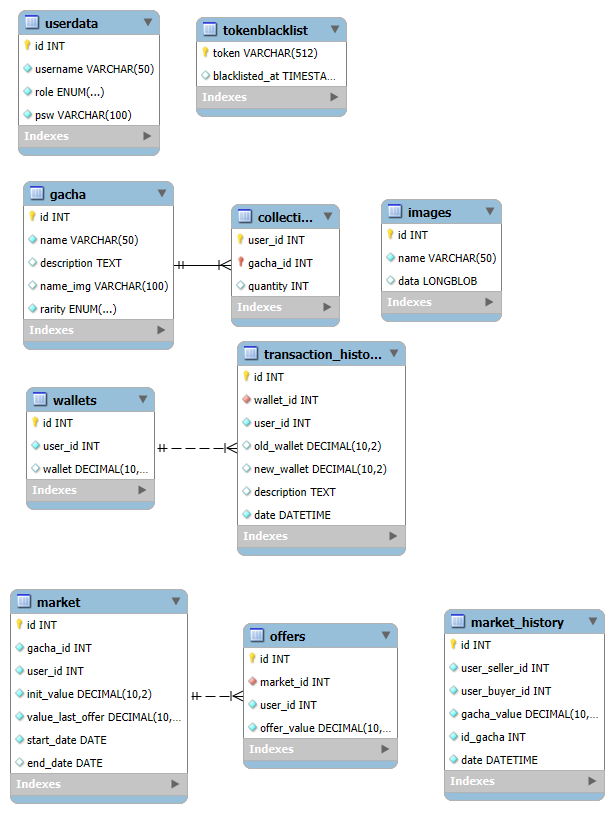 userdata
id INT
username VARCHAR(50)
role ENUM(...)
psw VARCHAR(100)
Indexes
tokenblacklist
token VARCHAR(512)
blacklisted_at TIMESTA...
Indexes
gacha
id INT
name VARCHAR(50)
description TEXT
name_img VARCHAR(100)
rarity ENUM(...)
Indexes
collecti...
user_id INT
gacha_id INT
quantity INT
Indexes
images
id INT
name VARCHAR(50)
data LONGBLOB
Indexes
wallets
id INT
user_id INT
wallet DECIMAL(10,...
Indexes
transaction_histo...
id INT
wallet_id INT
user_id INT
old_wallet DECIMAL(10,2)
new_wallet DECIMAL(10,2)
description TEXT
date DATETIME
Indexes
market
id INT
gacha_id INT
user_id INT
init_value DECIMAL(10,2)
value_last_offer DECIMAL(10,...
start_date DATE
end_date DATE
Indexes
offers
id INT
market_id INT
user_id INT
offer_value DECIMAL(10,...
Indexes
market_history
id INT
user_seller_id INT
user_buyer_id INT
gacha_value DECIMAL(10,...
id_gacha INT
date DATETIME
Indexes